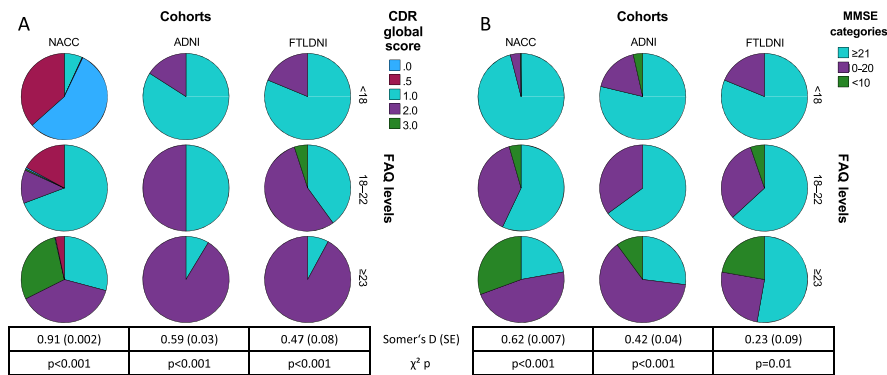 A
Cohorts
NACC
ADNI
FTLDNI
CDR
global
score
.0
.5
1.0
2.0
3.0
<18
18–22
≥23
FAQ levels
B
Cohorts
NACC
ADNI
FTLDNI
MMSE
categories
≥21
0-20
<10
<18
18–22
≥23
FAQ levels
0.91 (0.002) 0.59 (0.03) 0.47 (0.08) Somer's D (SE) 0.62 (0.007) 0.42 (0.04) 0.23 (0.09)
p<0.001 p<0.001 p<0.001 χ² p p<0.001 p<0.001 p=0.01